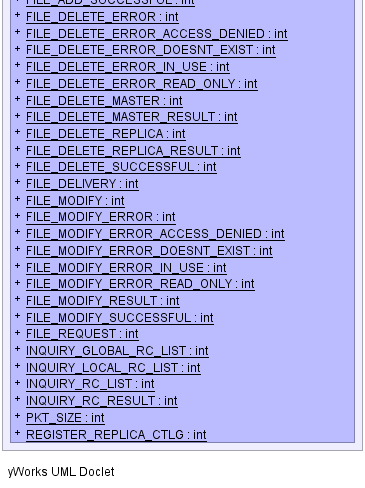 + FILE_ADD_SUCCESSFUL : int
+ FILE_DELETE_ERROR : int
+ FILE_DELETE_ERROR_ACCESS_DENIED : int
+ FILE_DELETE_ERROR_DOESNT_EXIST : int
+ FILE_DELETE_ERROR_IN_USE : int
+ FILE_DELETE_ERROR_READ_ONLY : int
+ FILE_DELETE_MASTER : int
+ FILE_DELETE_MASTER_RESULT : int
+ FILE_DELETE_REPLICA : int
+ FILE_DELETE_REPLICA_RESULT : int
+ FILE_DELETE_SUCCESSFUL : int
+ FILE_DELIVERY : int
+ FILE_MODIFY : int
+ FILE_MODIFY_ERROR : int
+ FILE_MODIFY_ERROR_ACCESS_DENIED : int
+ FILE_MODIFY_ERROR_DOESNT_EXIST : int
+ FILE_MODIFY_ERROR_IN_USE : int
+ FILE_MODIFY_ERROR_READ_ONLY : int
+ FILE_MODIFY_RESULT : int
+ FILE_MODIFY_SUCCESSFUL : int
+ FILE_REQUEST : int
+ INQUIRY_GLOBAL_RC_LIST : int
+ INQUIRY_LOCAL_RC_LIST : int
+ INQUIRY_RC_LIST : int
+ INQUIRY_RC_RESULT : int
+ PKT_SIZE : int
+ REGISTER_REPLICA_CTLG : int
yWorks UML Doclet